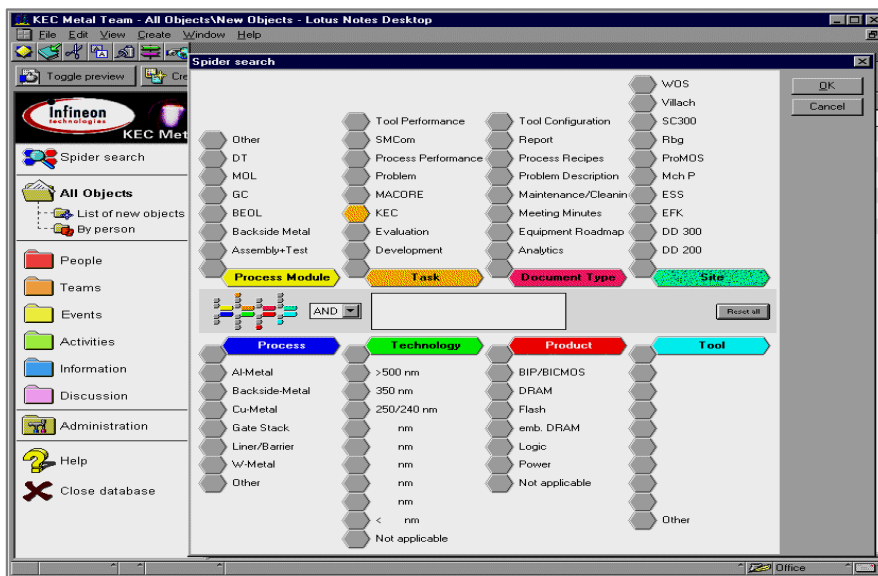 KEC Metal Team - All Objects\New Objects - Lotus Notes Desktop
File Edit View Create Window Help
Toggle preview
Cre
Infineon
technologies
KEC Met
Spider search
All Objects
List of new objects
By person
People
Teams
Events
Activities
Information
Discussion
Administration
Help
Close database
Spider search
OK
Cancel
Other
DT
MOL
GC
BEOL
Backside Metal
Assembly+Test
Process Module
Tool Performance
SMCom
Process Performance
Problem
MACORE
KEC
Evaluation
Development
Task
Tool Configuration
Report
Process Recipes
Problem Description
Maintenance/Cleanin
Meeting Minutes
Equipment Roadmap
Analytics
Document Type
WOS
Villach
SC300
Rbg
ProMOS
Mch P
ESS
EFK
DD 300
DD 200
Site
AND
Reset all
Process
Al-Metal
Backside-Metal
Cu-Metal
Gate Stack
Liner/Barrier
W-Metal
Other
Technology
>500 nm
350 nm
250/240 nm
nm
nm
nm
nm
nm
< nm
Not applicable
Product
BIP/BICMOS
DRAM
Flash
emb. DRAM
Logic
Power
Not applicable
Tool
Other
Office